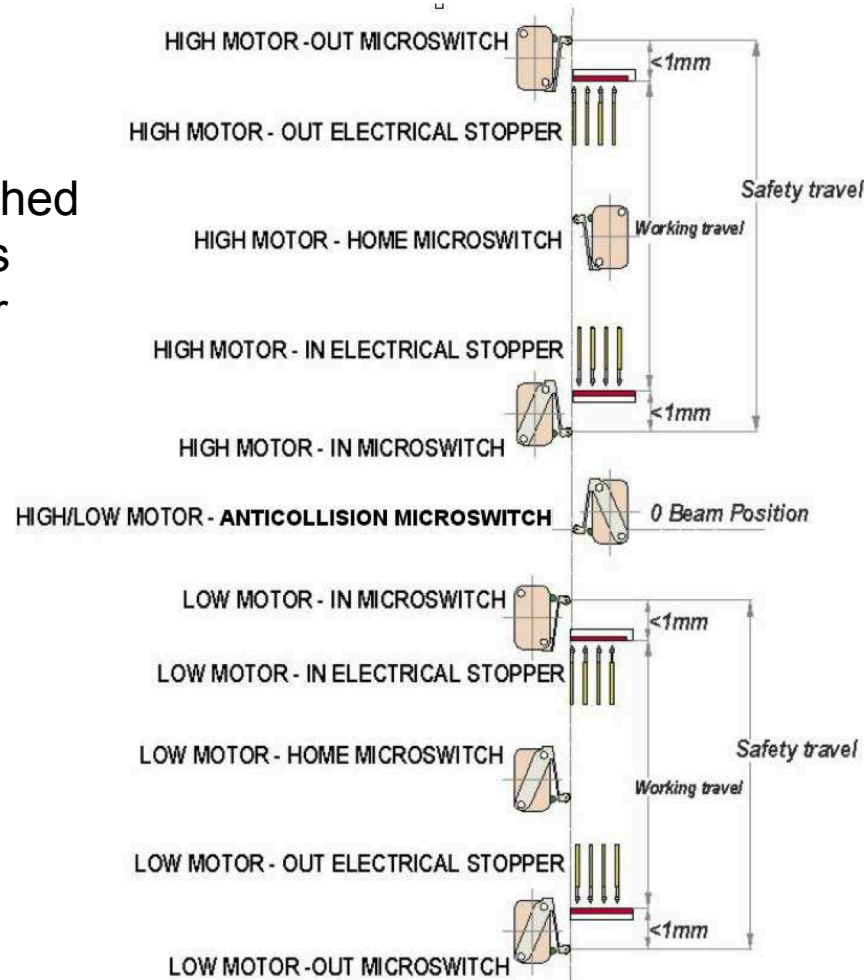 HIGH MOTOR -OUT MICROSWITCH
<1mm
HIGH MOTOR - OUT ELECTRICAL STOPPER
hed
Safety travel
s
HIGH MOTOR - HOME MICROSWITCH
Working travel
HIGH MOTOR - IN ELECTRICAL STOPPER
<1mm
HIGH MOTOR - IN MICROSWITCH
HIGH/LOW MOTOR - ANTICOLLISION MICROSWITCH
0 Beam Position
LOW MOTOR - IN MICROSWITCH
<1mm
LOW MOTOR - IN ELECTRICAL STOPPER
LOW MOTOR - HOME MICROSWITCH
Safety travel
Working travel
LOW MOTOR - OUT ELECTRICAL STOPPER
<1mm
LOW MOTOR -OUT MICROSWITCH